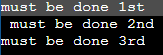 must be done 1st
must be done 2nd
must be done 3rd